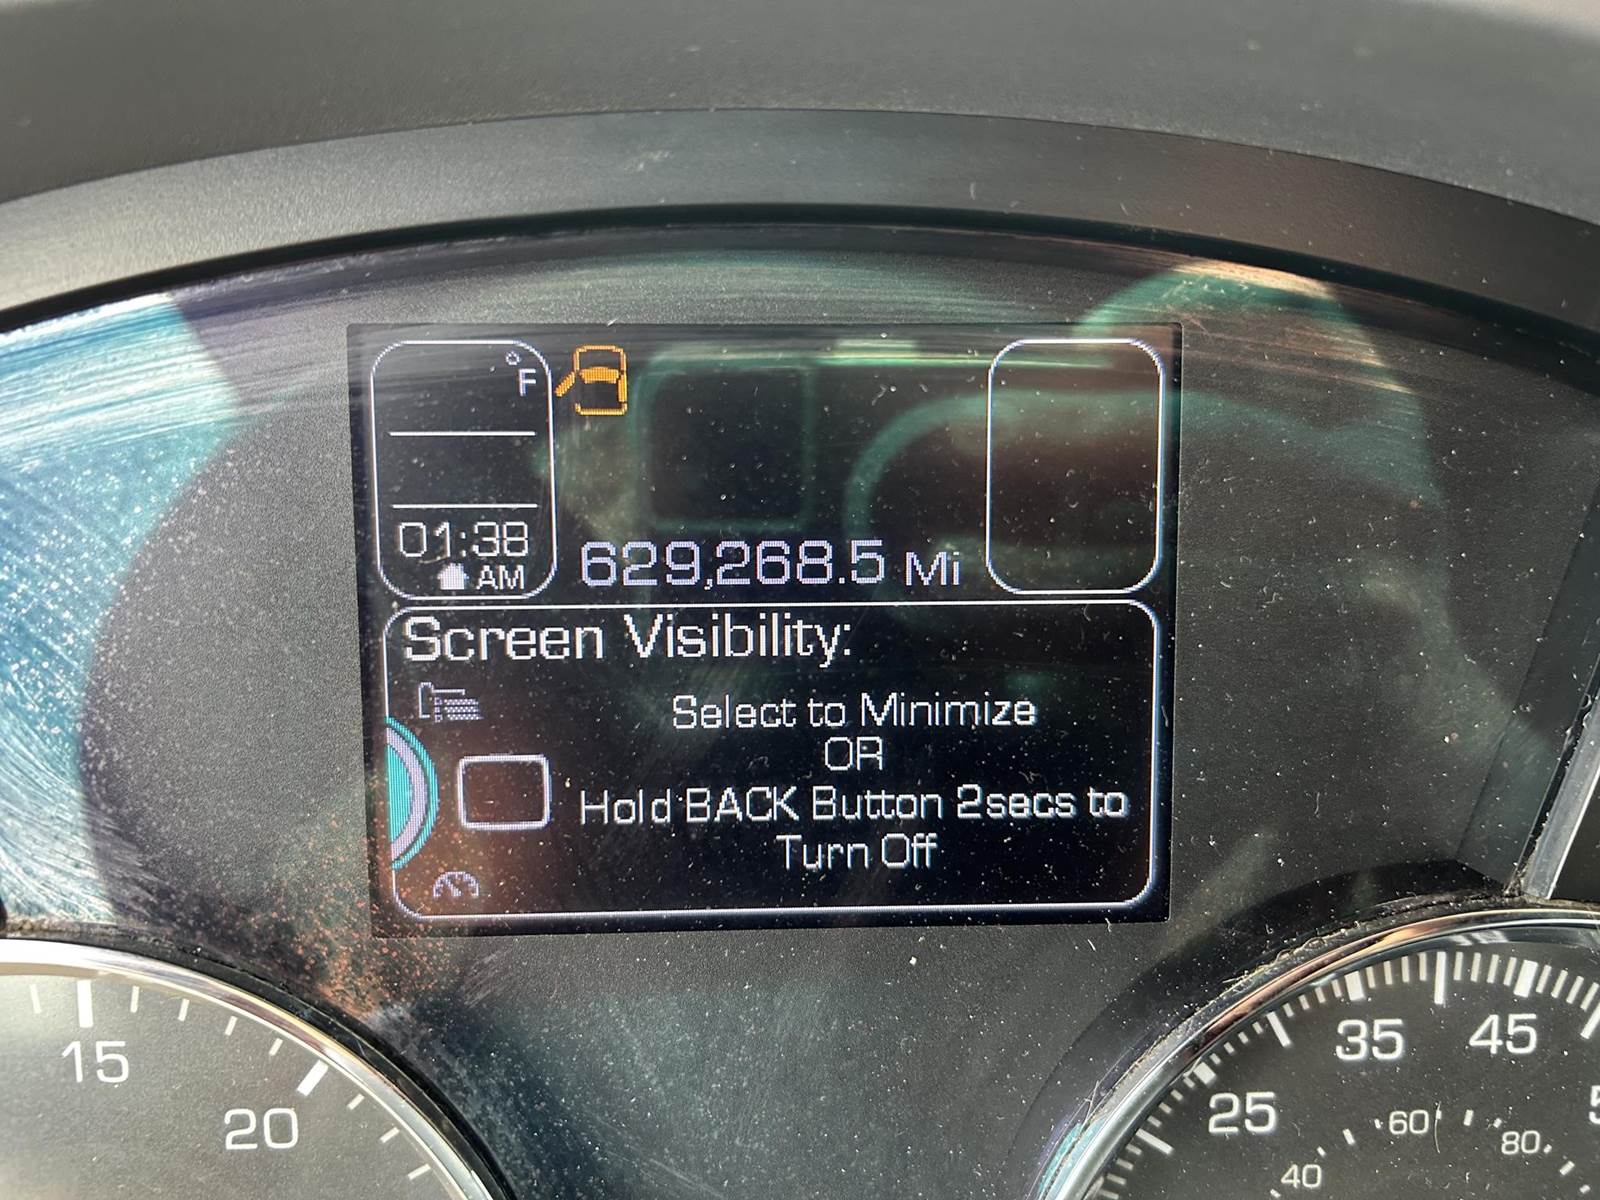 °F
01:38
AM
629,268.5 Mi
Screen Visibility:
Select to Minimize
OR
Hold BACK Button 2secs to
Turn Off
15
20
25
35
45
40
60
80